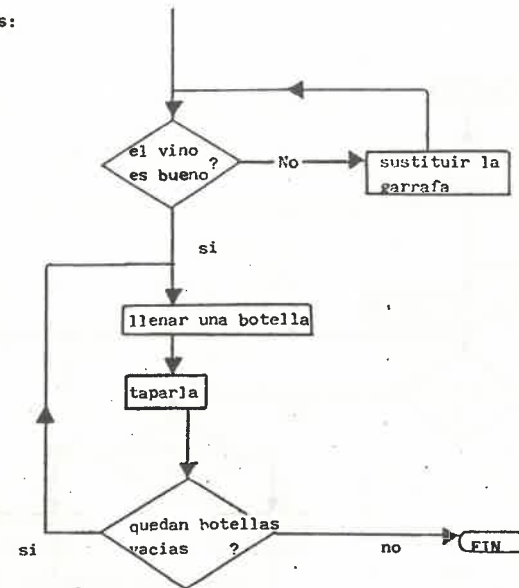 s:
el vino
es bueno ?
No
sustituir la
garrafa
si
llenar una botella
taparla
quedan botellas
vacias ?
si
no
FIN